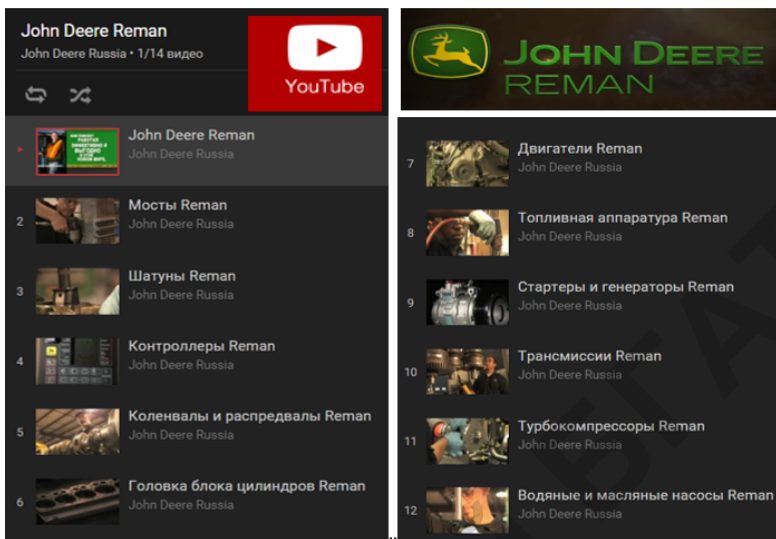 John Deere Reman
John Deere Russia • 1/14 видео
YouTube
John Deere Reman
John Deere Russia
2
Мосты Reman
John Deere Russia
3
Шатуны Reman
John Deere Russia
4
Контроллеры Reman
John Deere Russia
5
Коленвалы и распредвалы Reman
John Deere Russia
6
Головка блока цилиндров Reman
John Deere Russia
JOHN DEERE
REMAN
7
Двигатели Reman
John Deere Russia
8
Топливная аппаратура Reman
John Deere Russia
9
Стартеры и генераторы Reman
John Deere Russia
10
Трансмиссии Reman
John Deere Russia
11
Турбокомпрессоры Reman
John Deere Russia
12
Водяные и масляные насосы Reman
John Deere Russia